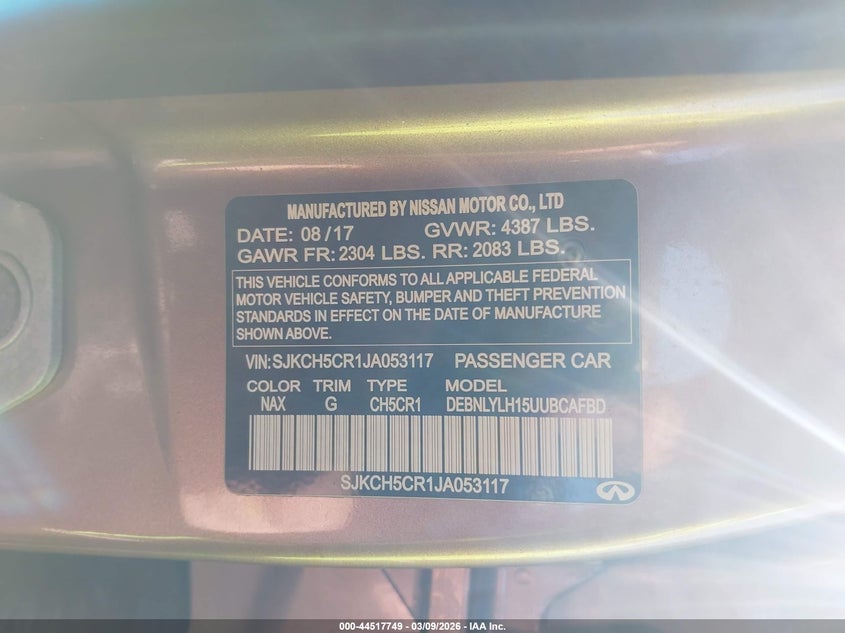 MANUFACTURED BY NISSAN MOTOR CO., LTD
DATE: 08 /17 GVWR: 4387 LBS.
GAWR FR: 2304 LBS. RR: 2083 LBS.
THIS VEHICLE CONFORMS TO ALL APPLICABLE FEDERAL
MOTOR VEHICLE SAFETY, BUMPER AND THEFT PREVENTION
STANDARDS IN EFFECT ON THE DATE OF MANUFACTURE
SHOWN ABOVE.
VIN:SJKCH5CR1JA053117 PASSENGER CAR
COLOR TRIM TYPE MODEL
NAX G CH5CR1 DEBNLYLH15UUBCAFBD
SJKCH5CR1JA053117
000-44517749 - 03/09/2026 - IAA Inc.